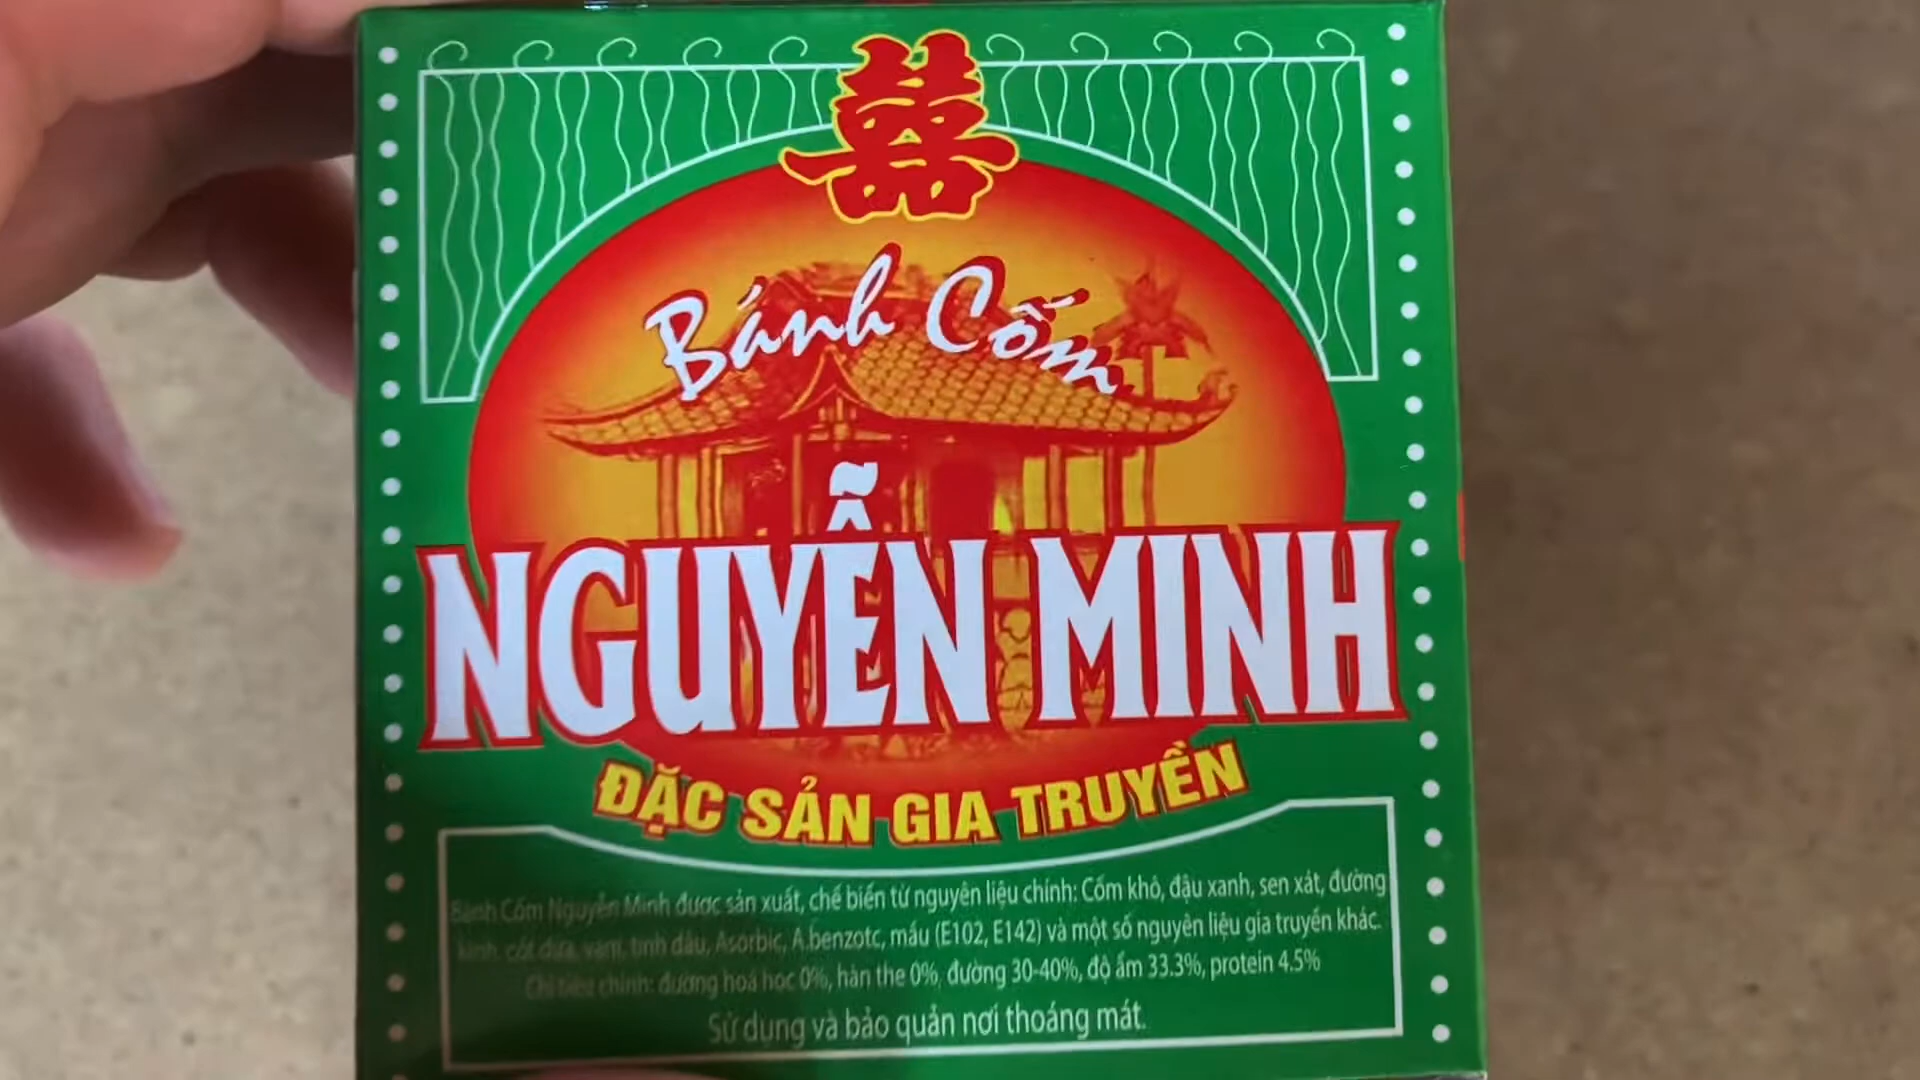 囍
Bánh Cốm
NGUYỄN MINH
ĐẶC SẢN GIA TRUYỀN
Bánh Cốm Nguyễn Minh được sản xuất, chế biến từ nguyên liệu chính: Cốm khô, đậu xanh, sen xát, đường
kính, cốt dừa, vani, tinh dầu, Asorbic, A.benzotc, mầu (E102, E142) và một số nguyên liệu gia truyền khác.
Chỉ tiêu chính: đường hoá học 0%, hàn the 0%, đường 30-40%, độ ẩm 33.3%, protein 4.5%
Sử dụng và bảo quản nơi thoáng mát.